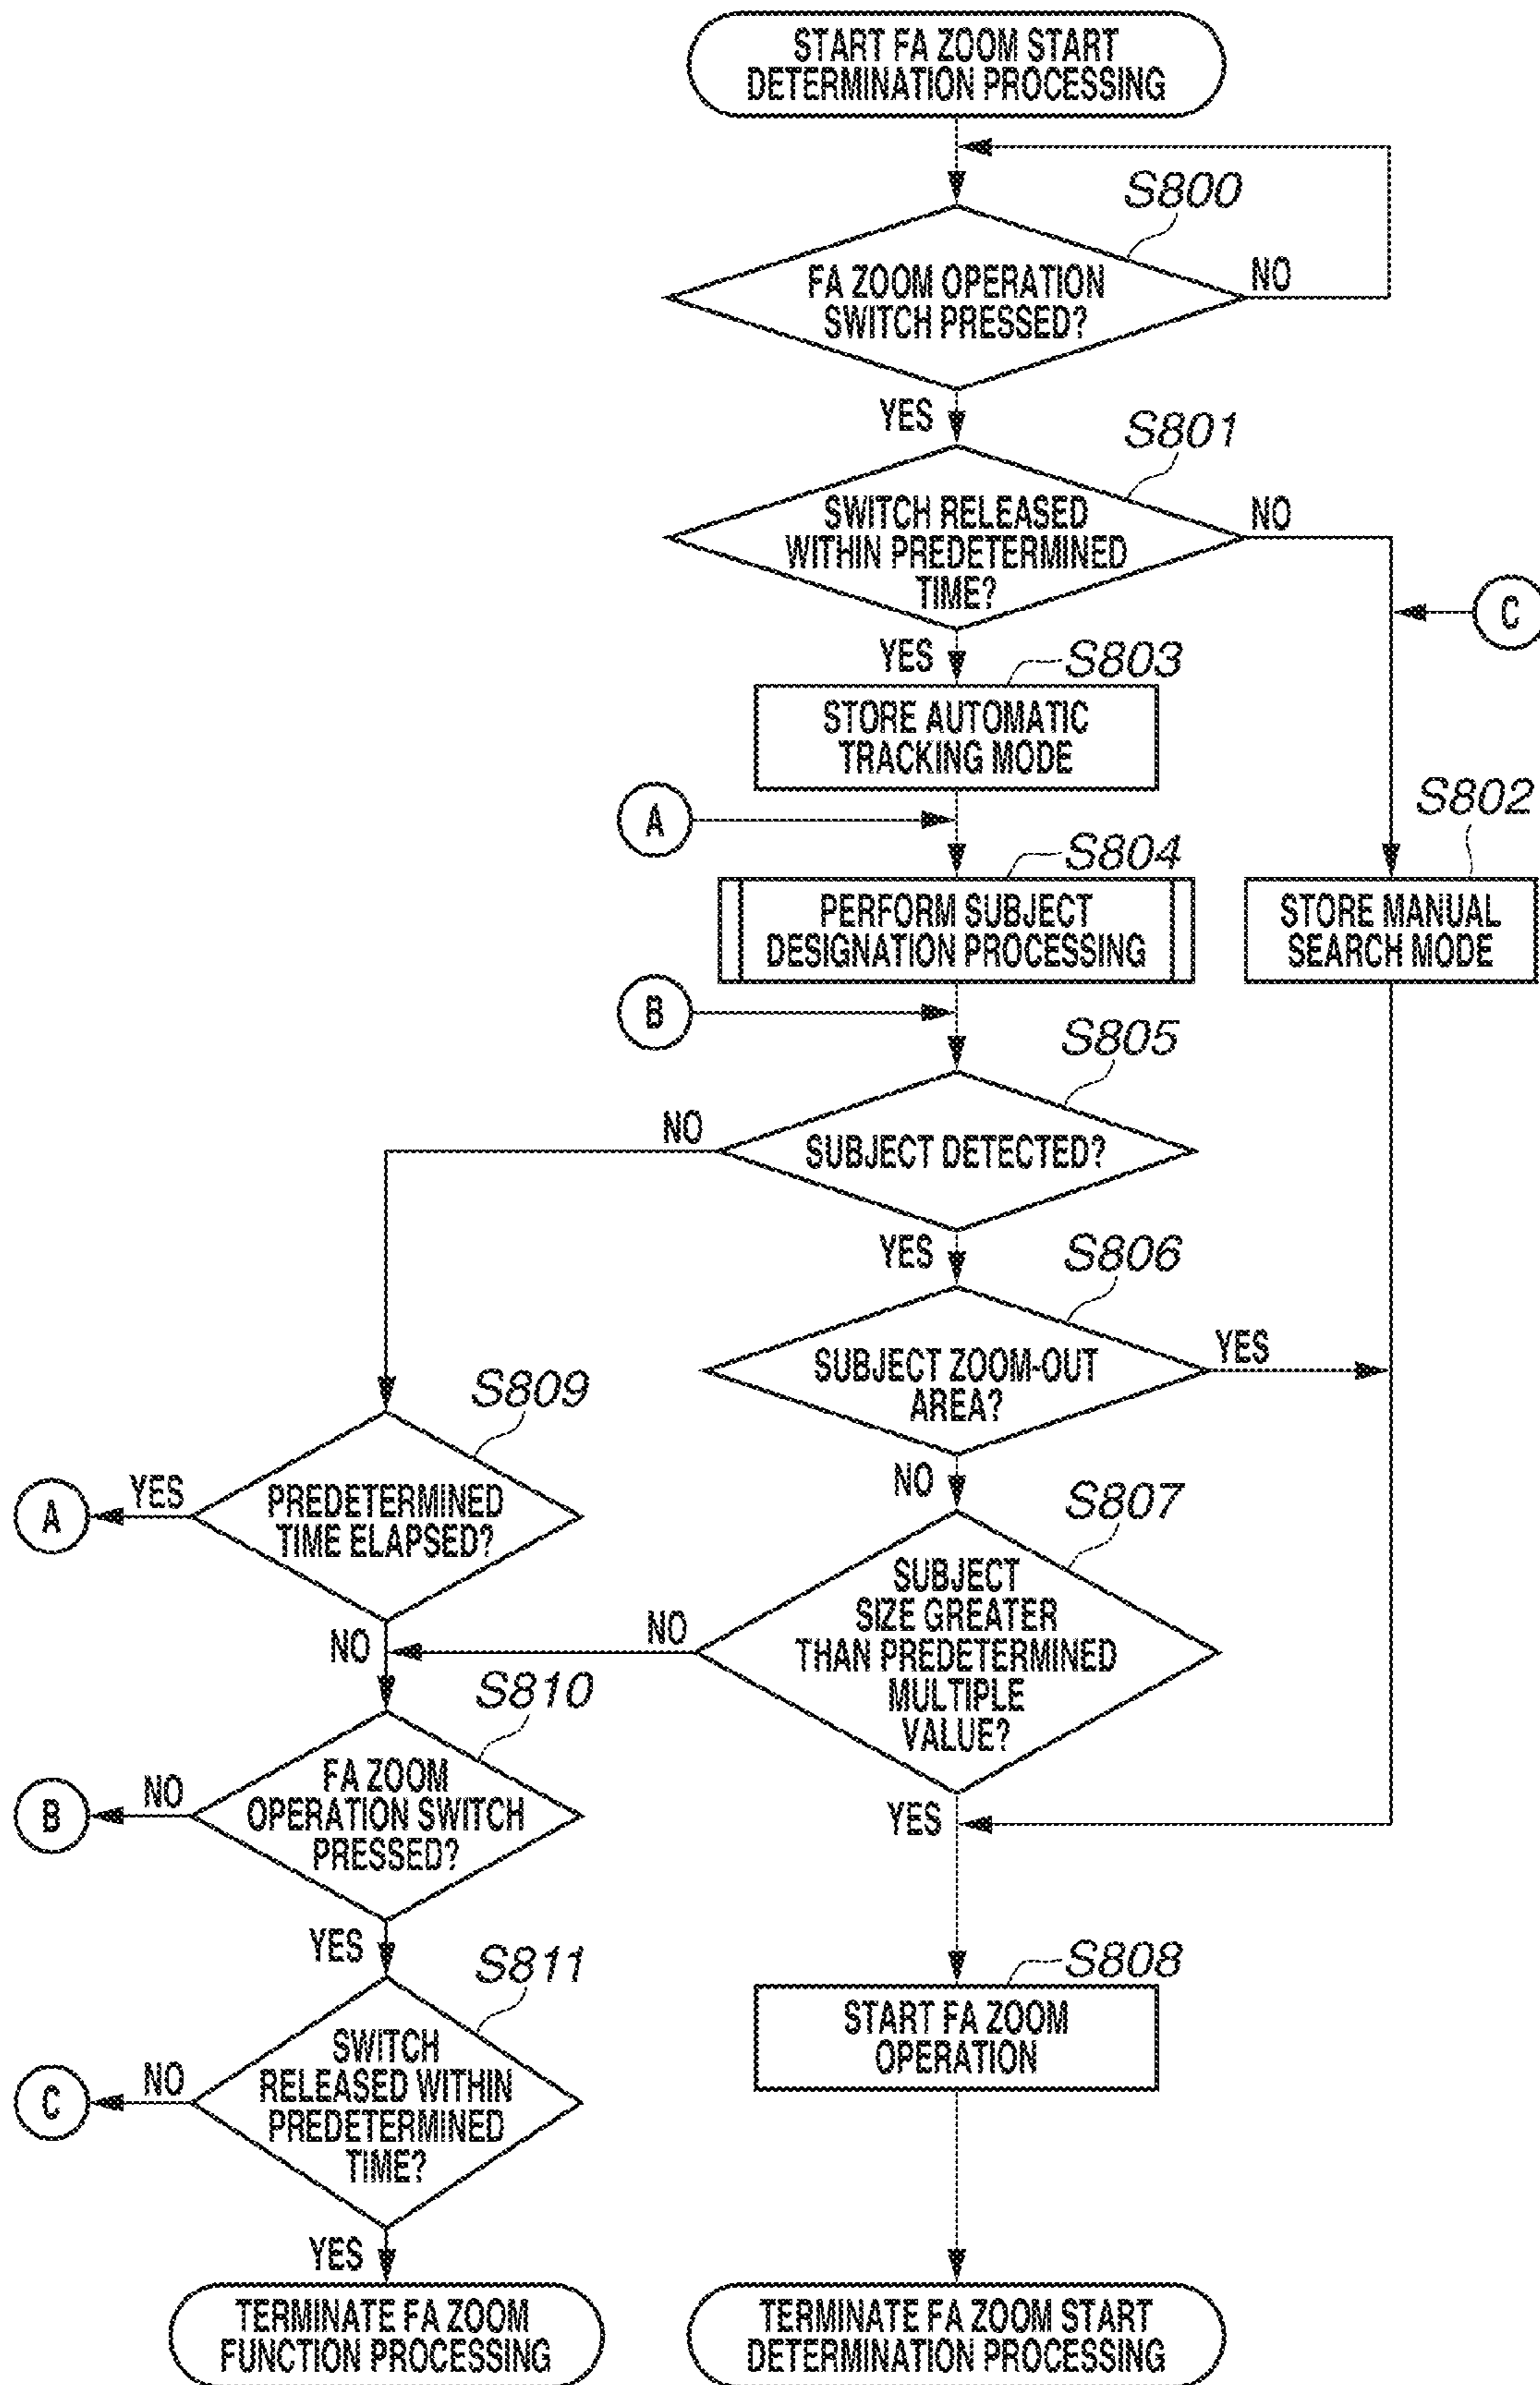 START FA ZOOM START
DETERMINATION PROCESSING
S800
FA ZOOM OPERATION
SWITCH PRESSED?
NO
YES
S801
SWITCH RELEASED
WITHIN PREDETERMINED
TIME?
NO
C
YES
S803
STORE AUTOMATIC
TRACKING MODE
A
S802
STORE MANUAL
SEARCH MODE
S804
PERFORM SUBJECT
DESIGNATION PROCESSING
B
S805
SUBJECT DETECTED?
NO
YES
S806
SUBJECT ZOOM-OUT
AREA?
YES
NO
S809
PREDETERMINED
TIME ELAPSED?
YES
A
NO
S807
SUBJECT
SIZE GREATER
THAN PREDETERMINED
MULTIPLE
VALUE?
NO
YES
S810
FA ZOOM
OPERATION SWITCH
PRESSED?
NO
B
YES
S811
SWITCH
RELEASED WITHIN
PREDETERMINED
TIME?
NO
C
YES
S808
START FA ZOOM
OPERATION
TERMINATE FA ZOOM
FUNCTION PROCESSING
TERMINATE FA ZOOM START
DETERMINATION PROCESSING